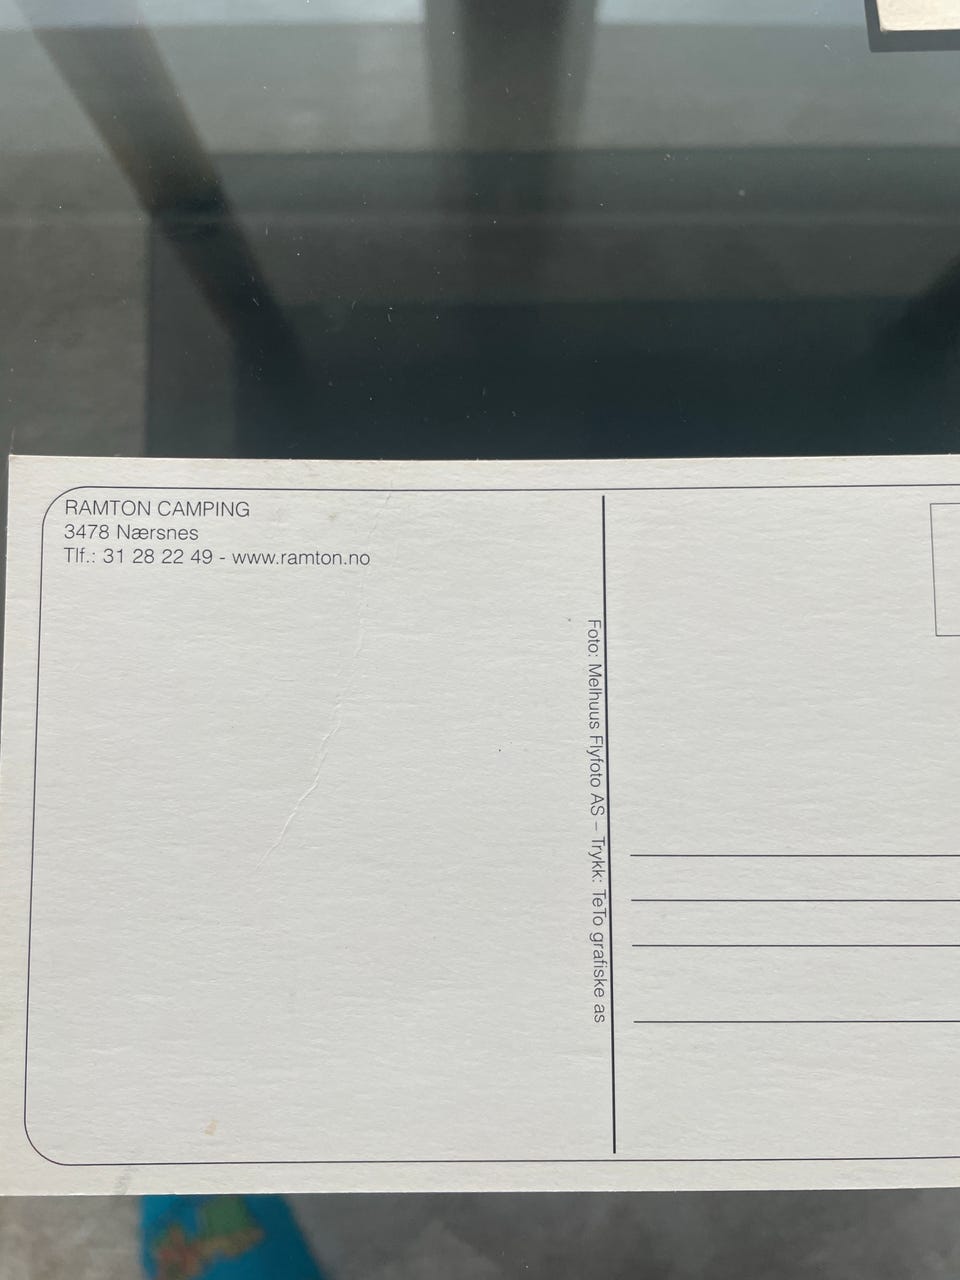 RAMTON CAMPING
3478 Nærsnes
Tlf.: 31 28 22 49 - www.ramton.no
Foto: Melhuus Flyfoto AS – Trykk: TeTo grafiske as